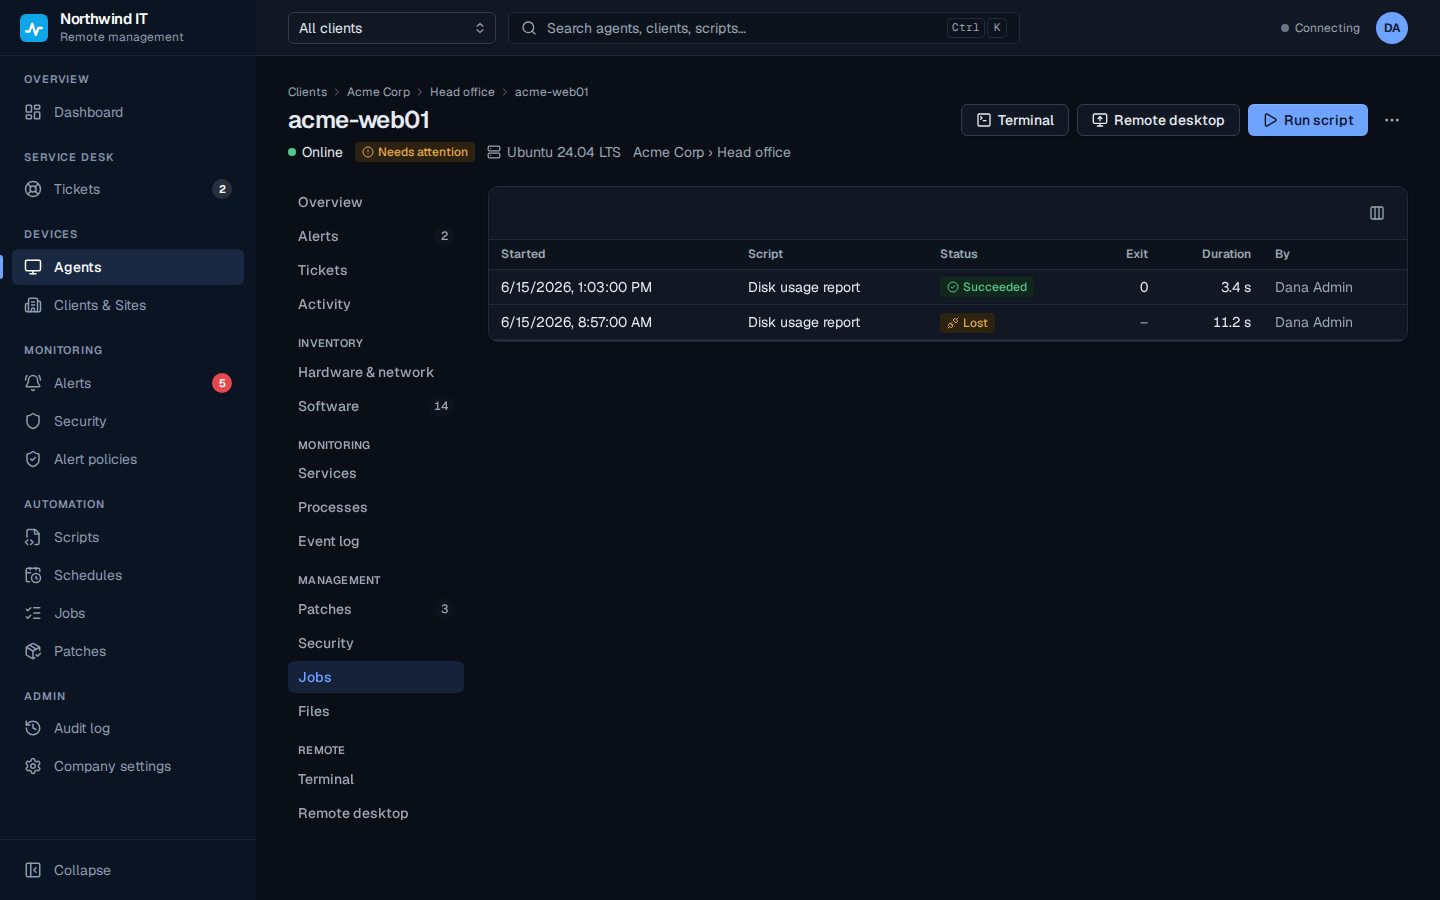 Northwind IT
Remote management
All clients
Search agents, clients, scripts...
Ctrl K
Connecting
DA
OVERVIEW
Dashboard
SERVICE DESK
Tickets 2
DEVICES
Agents
Clients & Sites
MONITORING
Alerts 5
Security
Alert policies
AUTOMATION
Scripts
Schedules
Jobs
Patches
ADMIN
Audit log
Company settings
Collapse
Clients > Acme Corp > Head office > acme-web01
acme-web01
Terminal
Remote desktop
Run script
Online
Needs attention
Ubuntu 24.04 LTS
Acme Corp › Head office
Overview
Alerts 2
Tickets
Activity
INVENTORY
Hardware & network
Software 14
MONITORING
Services
Processes
Event log
MANAGEMENT
Patches 3
Security
Jobs
Files
REMOTE
Terminal
Remote desktop
Started Script Status Exit Duration By
6/15/2026, 1:03:00 PM Disk usage report Succeeded 0 3.4 s Dana Admin
6/15/2026, 8:57:00 AM Disk usage report Lost – 11.2 s Dana Admin